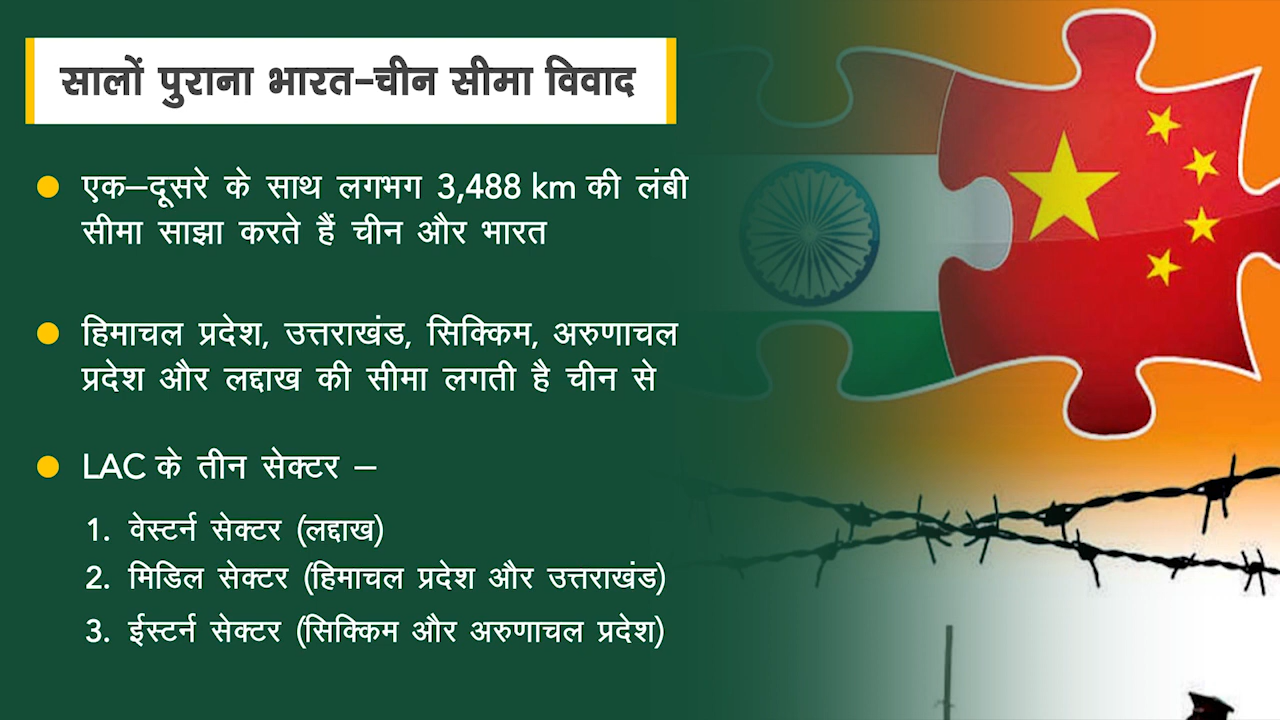 सालों पुराना भारत-चीन सीमा विवाद
एक–दूसरे के साथ लगभग 3,488 km की लंबी
सीमा साझा करते हैं चीन और भारत
हिमाचल प्रदेश, उत्तराखंड, सिक्किम, अरुणाचल
प्रदेश और लद्दाख की सीमा लगती है चीन से
LAC के तीन सेक्टर –
1. वेस्टर्न सेक्टर (लद्दाख)
2. मिडिल सेक्टर (हिमाचल प्रदेश और उत्तराखंड)
3. ईस्टर्न सेक्टर (सिक्किम और अरुणाचल प्रदेश)